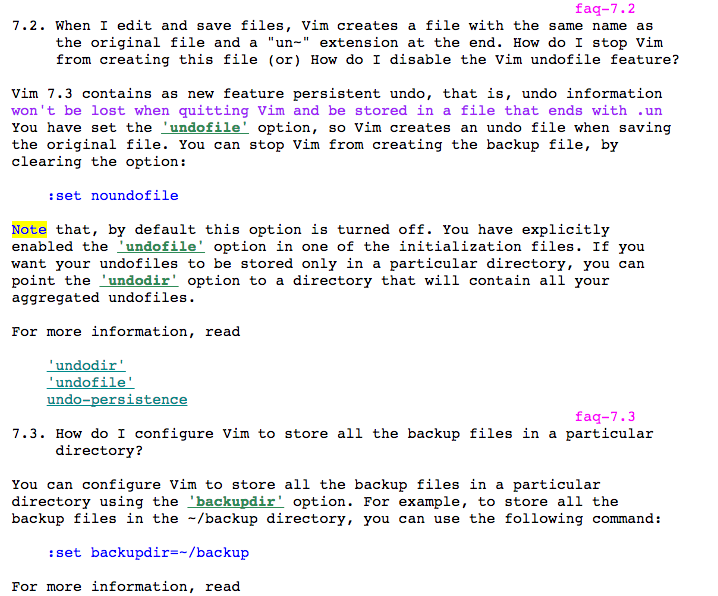 faq-7.2
7.2. When I edit and save files, Vim creates a file with the same name as
the original file and a "un~" extension at the end. How do I stop Vim
from creating this file (or) How do I disable the Vim undofile feature?
Vim 7.3 contains as new feature persistent undo, that is, undo information
won't be lost when quitting Vim and be stored in a file that ends with .un
You have set the 'undofile' option, so Vim creates an undo file when saving
the original file. You can stop Vim from creating the backup file, by
clearing the option:
:set noundofile
Note that, by default this option is turned off. You have explicitly
enabled the 'undofile' option in one of the initialization files. If you
want your undofiles to be stored only in a particular directory, you can
point the 'undodir' option to a directory that will contain all your
aggregated undofiles.
For more information, read
'undodir'
'undofile'
undo-persistence
faq-7.3
7.3. How do I configure Vim to store all the backup files in a particular
directory?
You can configure Vim to store all the backup files in a particular
directory using the 'backupdir' option. For example, to store all the
backup files in the ~/backup directory, you can use the following command:
:set backupdir=~/backup
For more information, read